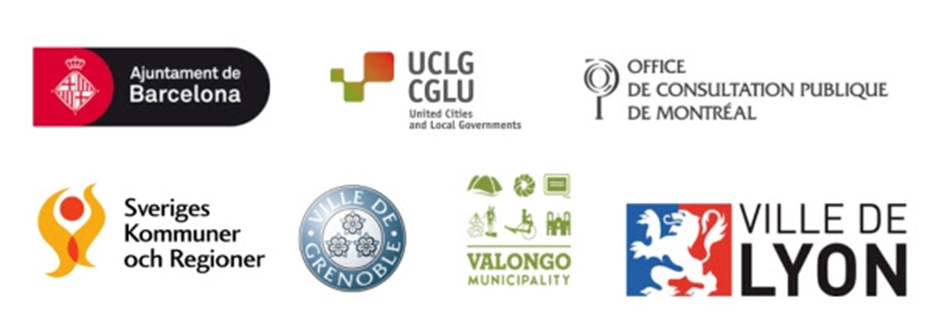 Ajuntament de
Barcelona
UCLG
CGLU
United Cities
and Local Governments
OFFICE
DE CONSULTATION PUBLIQUE
DE MONTRÉAL
Sveriges
Kommuner
och Regioner
VILLE DE
GRENOBLE
VALONGO
MUNICIPALITY
VILLE DE
LYON